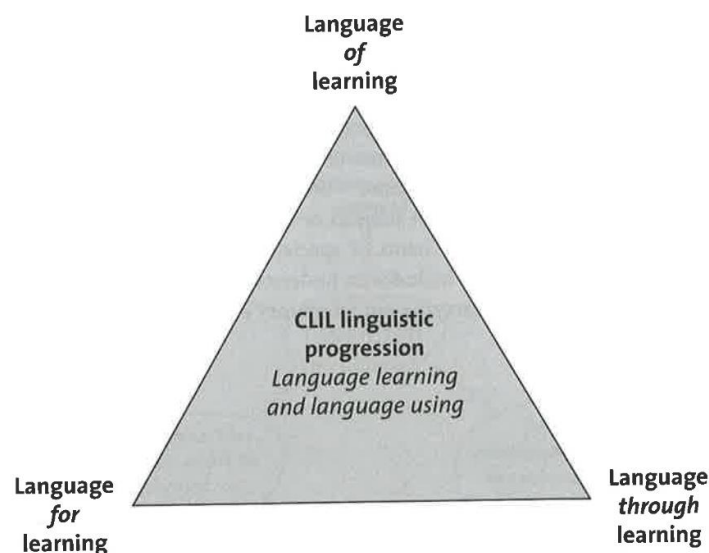 Language
of
learning
CLIL linguistic
progression
Language learning
and language using
Language
for
learning
Language
through
learning